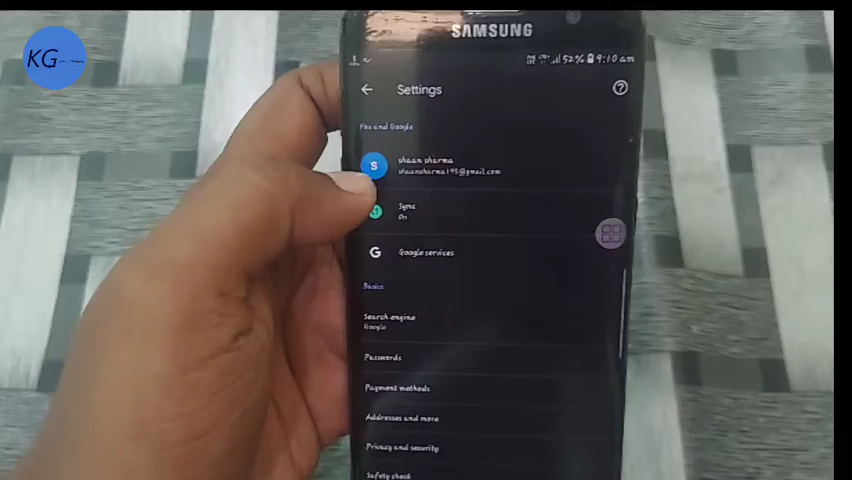 KG
SAMSUNG
52% 9:10 am
Settings
You and Google
S
shaan sharma
shaansharma195@gmail.com
Sync
On
G
Google services
Basics
Search engine
Google
Passwords
Payment methods
Addresses and more
Privacy and security
Safety check